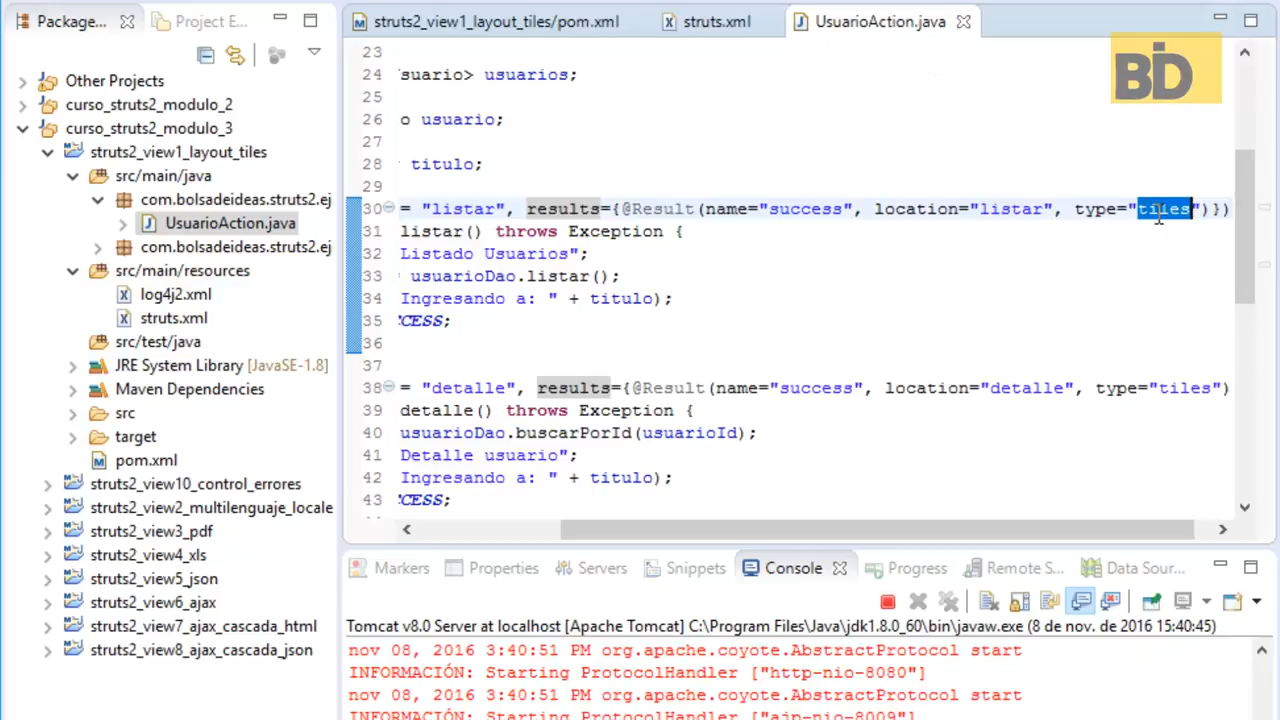 Package...
Project E...
Other Projects
curso_struts2_modulo_2
curso_struts2_modulo_3
struts2_view1_layout_tiles
src/main/java
com.bolsadeideas.struts2.ej
UsuarioAction.java
com.bolsadeideas.struts2.ej
src/main/resources
log4j2.xml
struts.xml
src/test/java
JRE System Library [JavaSE-1.8]
Maven Dependencies
src
target
pom.xml
struts2_view10_control_errores
struts2_view2_multilenguaje_locale
struts2_view3_pdf
struts2_view4_xls
struts2_view5_json
struts2_view6_ajax
struts2_view7_ajax_cascada_html
struts2_view8_ajax_cascada_json
struts2_view1_layout_tiles/pom.xml
struts.xml
UsuarioAction.java
BID
23
24 suario> usuarios;
25
26 o usuario;
27
28 titulo;
29
30 = "listar", results={@Result(name="success", location="listar", type="tiles")})
31 listar() throws Exception {
32 Listado Usuarios";
33 usuarioDao.listar();
34 Ingresando a: " + titulo);
35 CESS;
36
37
38 = "detalle", results={@Result(name="success", location="detalle", type="tiles")
39 detalle() throws Exception {
40 usuarioDao.buscarPorId(usuarioId);
41 Detalle usuario";
42 Ingresando a: " + titulo);
43 CESS;
Markers
Properties
Servers
Snippets
Console
Progress
Remote S...
Data Sour...
Tomcat v8.0 Server at localhost [Apache Tomcat] C:\Program Files\Java\jdk1.8.0_60\bin\javaw.exe (8 de nov. de 2016 15:40:45)
nov 08, 2016 3:40:51 PM org.apache.coyote.AbstractProtocol start
INFORMACIÓN: Starting ProtocolHandler ["http-nio-8080"]
nov 08, 2016 3:40:51 PM org.apache.coyote.AbstractProtocol start
INFORMACIÓN: Starting ProtocolHandler ["ajp-nio-8009"]